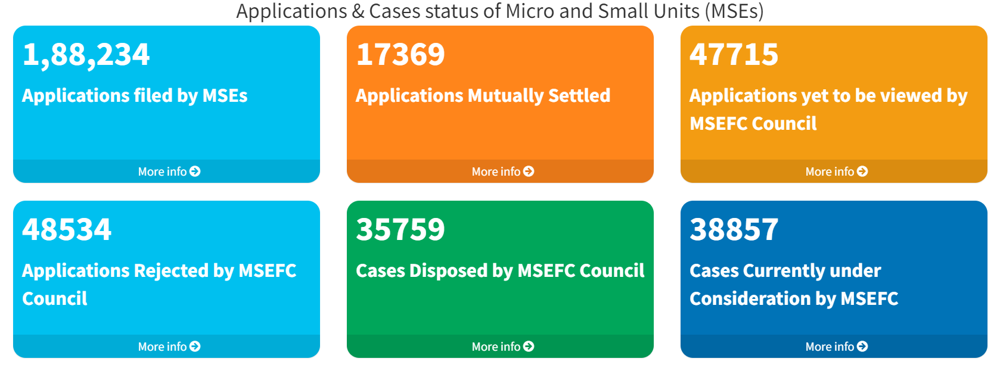 Applications & Cases status of Micro and Small Units (MSEs)
1,88,234
Applications filed by MSEs
More info
17369
Applications Mutually Settled
More info
47715
Applications yet to be viewed by
MSEFC Council
More info
48534
Applications Rejected by MSEFC
Council
More info
35759
Cases Disposed by MSEFC Council
More info
38857
Cases Currently under
Consideration by MSEFC
More info